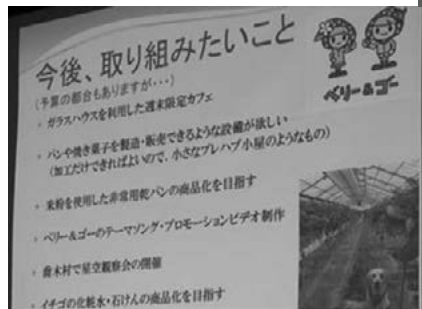 今後、取り組みたいこと
(予算の都合もありますが・・・)
・ ガラスハウスを利用した週末限定カフェ
・ パンや焼き菓子を製造・販売できるような設備が欲しい
(加工だけできればよいので、小さなプレハブ小屋のようなもの)
・ 米粉を使用した非常用乾パンの商品化を目指す
・ ベリー&ゴーのテーマソング・プロモーションビデオ制作
・ 喬木村で星空観察会の開催
・ イチゴの化粧水・石けんの商品化を目指す
ベリー&ゴー